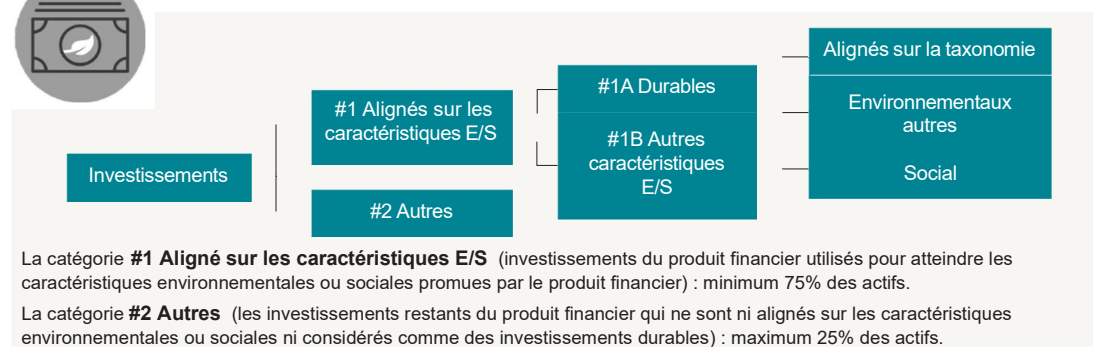 Investissements
#1 Alignés sur les
caractéristiques E/S
#2 Autres
#1A Durables
#1B Autres
caractéristiques
E/S
Alignés sur la taxonomie
Environnementaux
autres
Social
La catégorie #1 Aligné sur les caractéristiques E/S (investissements du produit financier utilisés pour atteindre les
caractéristiques environnementales ou sociales promues par le produit financier) : minimum 75% des actifs.
La catégorie #2 Autres (les investissements restants du produit financier qui ne sont ni alignés sur les caractéristiques
environnementales ou sociales ni considérés comme des investissements durables) : maximum 25% des actifs.